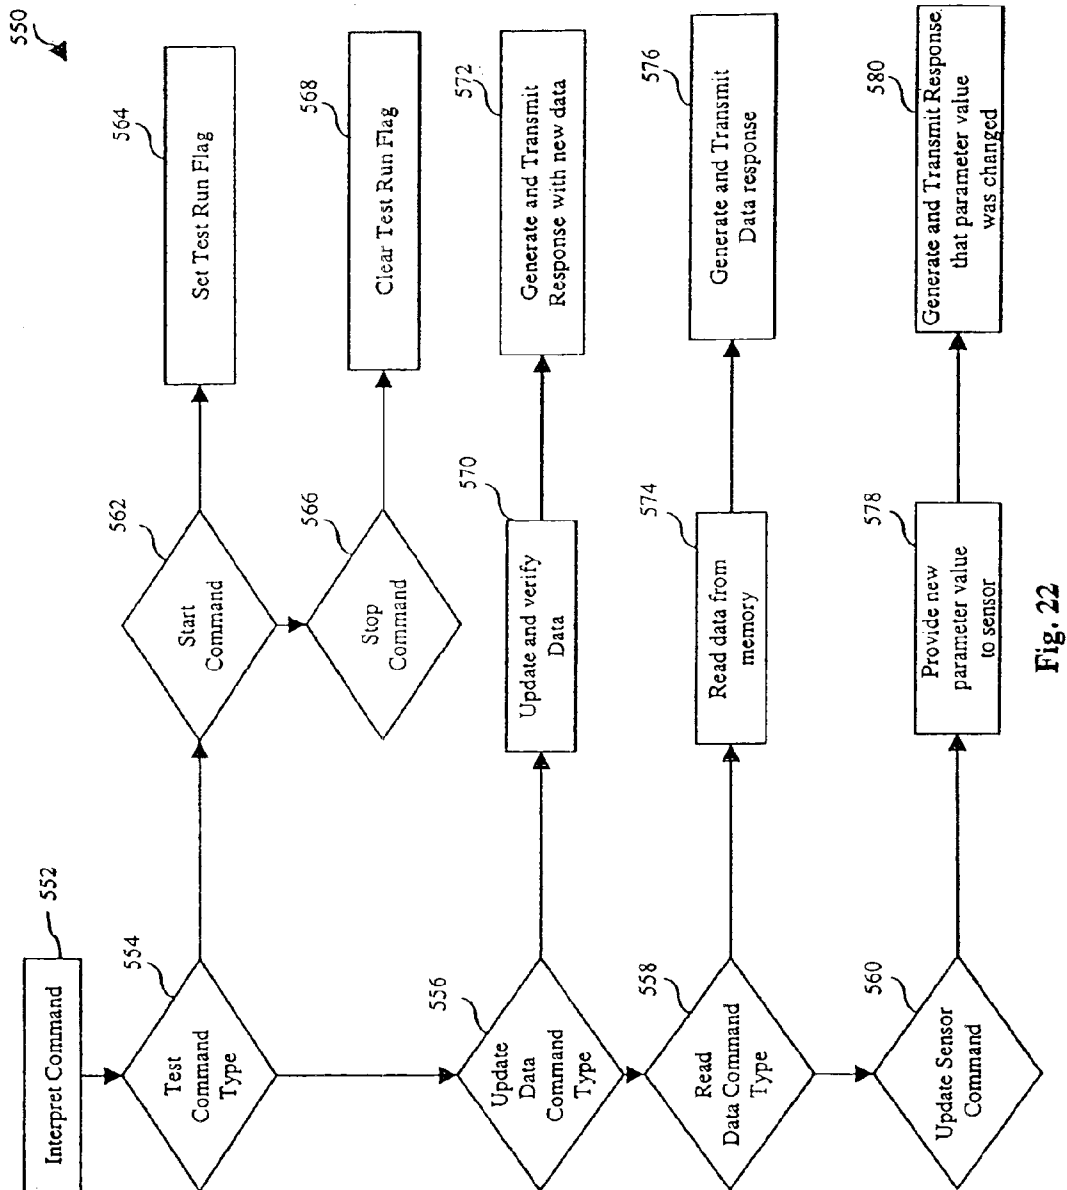 550
Interpret Command
552
Test
Command
Type
554
Start
Command
562
Set Test Run Flag
564
Stop
Command
566
Clear Test Run Flag
568
Update
Data
Command
Type
556
Update and verify
Data
570
Generate and Transmit
Response with new data
572
Read
Data Command
Type
558
Read data from
memory
574
Generate and Transmit
Data response
576
Update Sensor
Command
560
Provide new
parameter value
to sensor
578
Generate and Transmit Response
that parameter value
was changed
580
Fig. 22